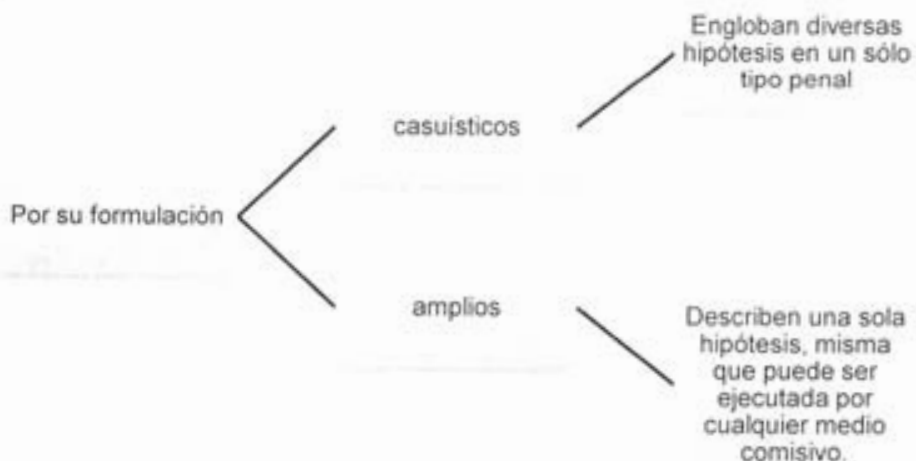 Engloban diversas
hipótesis en un sólo
tipo penal
casuísticos
Por su formulación
amplios
Describen una sola
hipótesis, misma
que puede ser
ejecutada por
cualquier medio
comisivo.